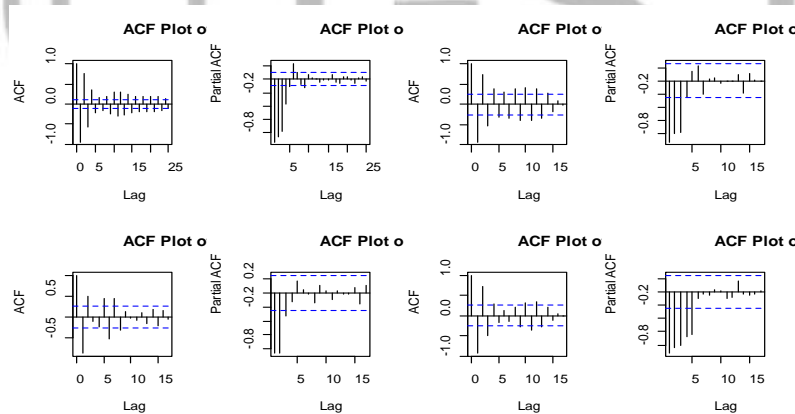 ACF Plot o
ACF Plot o
ACF Plot o
ACF Plot o
ACF
-1.0 0.0 1.0
0 5 15 25
Lag
Partial ACF
-0.8 -0.2
5 15 25
Lag
ACF
-1.0 0.0 1.0
0 5 10 15
Lag
Partial ACF
-0.8 -0.2
5 10 15
Lag
ACF Plot o
ACF Plot o
ACF Plot o
ACF Plot o
ACF
-0.5 0.5
0 5 10 15
Lag
Partial ACF
-0.8 -0.2 0.2
5 10 15
Lag
ACF
-1.0 0.0 1.0
0 5 10 15
Lag
Partial ACF
-0.8 -0.2
5 10 15
Lag